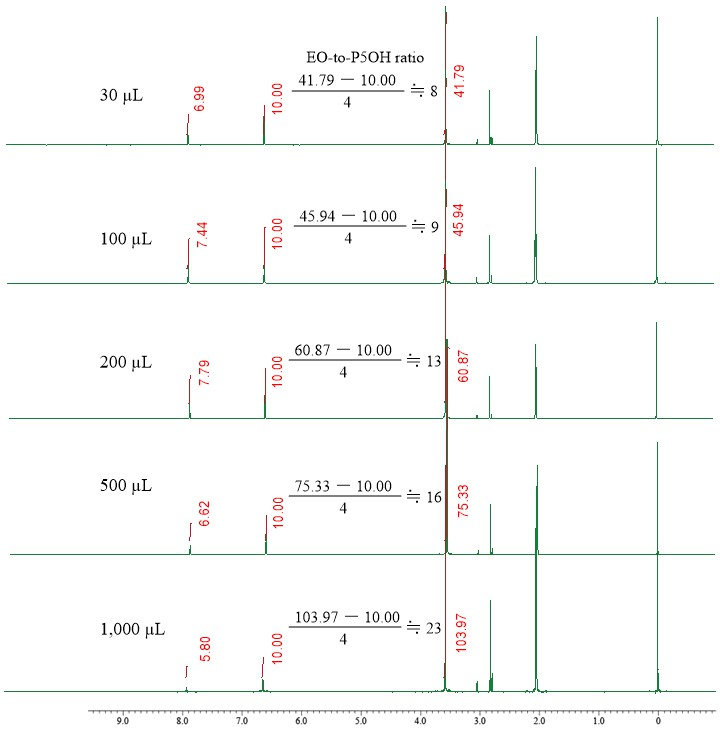 EO-to-P5OH ratio
30 µL
6.99
10.00
41.79 — 10.00
4
≒ 8
41.79
100 µL
7.44
10.00
45.94 — 10.00
4
≒ 9
45.94
200 µL
7.79
10.00
60.87 — 10.00
4
≒ 13
60.87
500 µL
6.62
10.00
75.33 — 10.00
4
≒ 16
75.33
1,000 µL
5.80
10.00
103.97 — 10.00
4
≒ 23
103.97
9.0 8.0 7.0 6.0 5.0 4.0 3.0 2.0 1.0 0